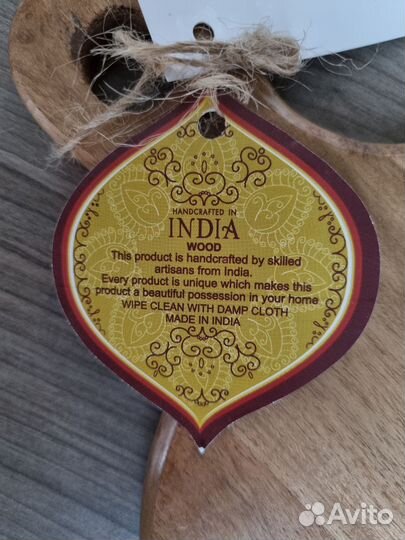 HANDCRAFTED IN
INDIA
WOOD
This product is handcrafted by skilled
artisans from India.
Every product is unique which makes this
product a beautiful possession in your home
WIPE CLEAN WITH DAMP CLOTH
MADE IN INDIA
Avito